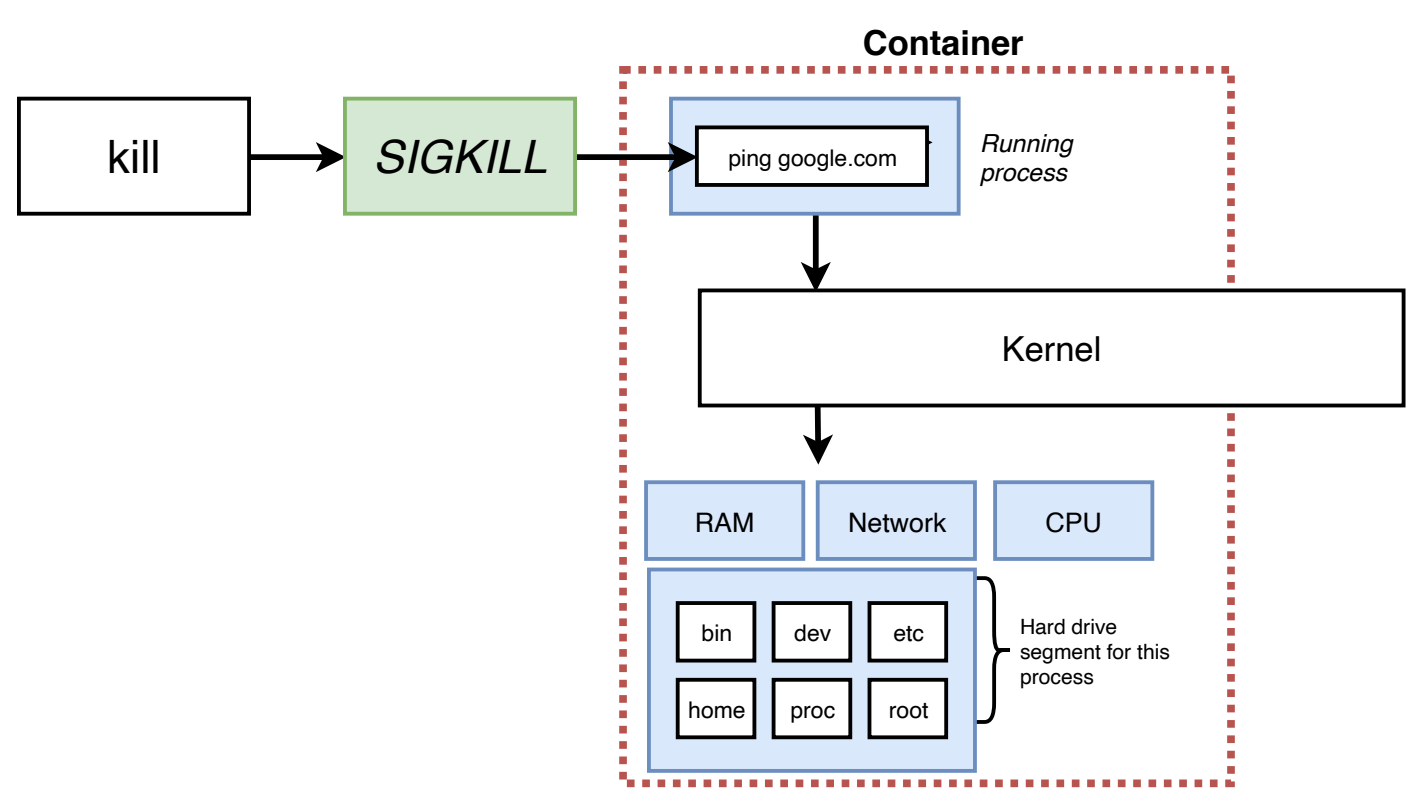 Container
kill
SIGKILL
ping google.com
Running
process
Kernel
RAM
Network
CPU
bin
dev
etc
home
proc
root
Hard drive
segment for this
process